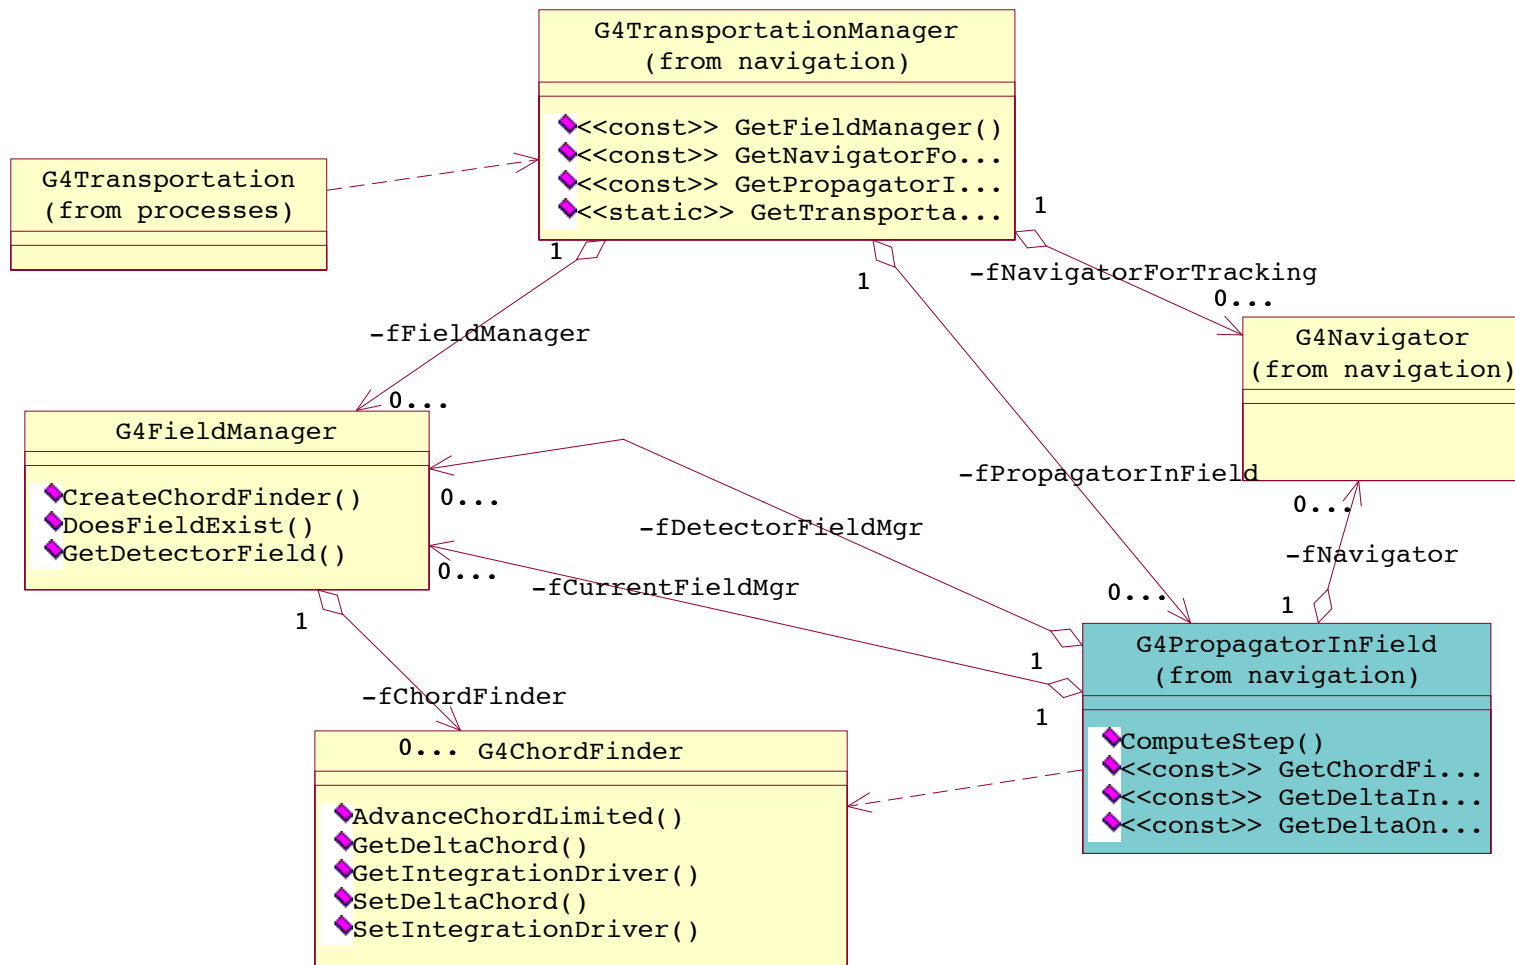 G4TransportationManager
(from navigation)
<<const>> GetFieldManager()
<<const>> GetNavigatorFo...
<<const>> GetPropagatorI...
<<static>> GetTransporta...
G4Transportation
(from processes)
1
1
1
-fNavigatorForTracking
0...
-fFieldManager
0...
G4Navigator
(from navigation)
G4FieldManager
CreateChordFinder()
DoesFieldExist()
GetDetectorField()
-fPropagatorInField
0...
0...
-fDetectorFieldMgr
-fNavigator
0...
-fCurrentFieldMgr
0...
1
1
1
1
G4PropagatorInField
(from navigation)
ComputeStep()
<<const>> GetChordFi...
<<const>> GetDeltaIn...
<<const>> GetDeltaOn...
-fChordFinder
0...
G4ChordFinder
AdvanceChordLimited()
GetDeltaChord()
GetIntegrationDriver()
SetDeltaChord()
SetIntegrationDriver()